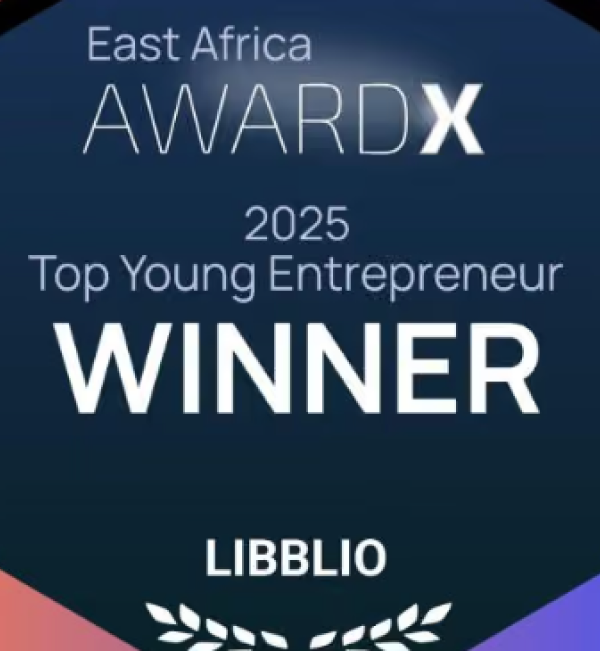 East Africa
AWARDX
2025
Top Young Entrepreneur
WINNER
LIBBLIO